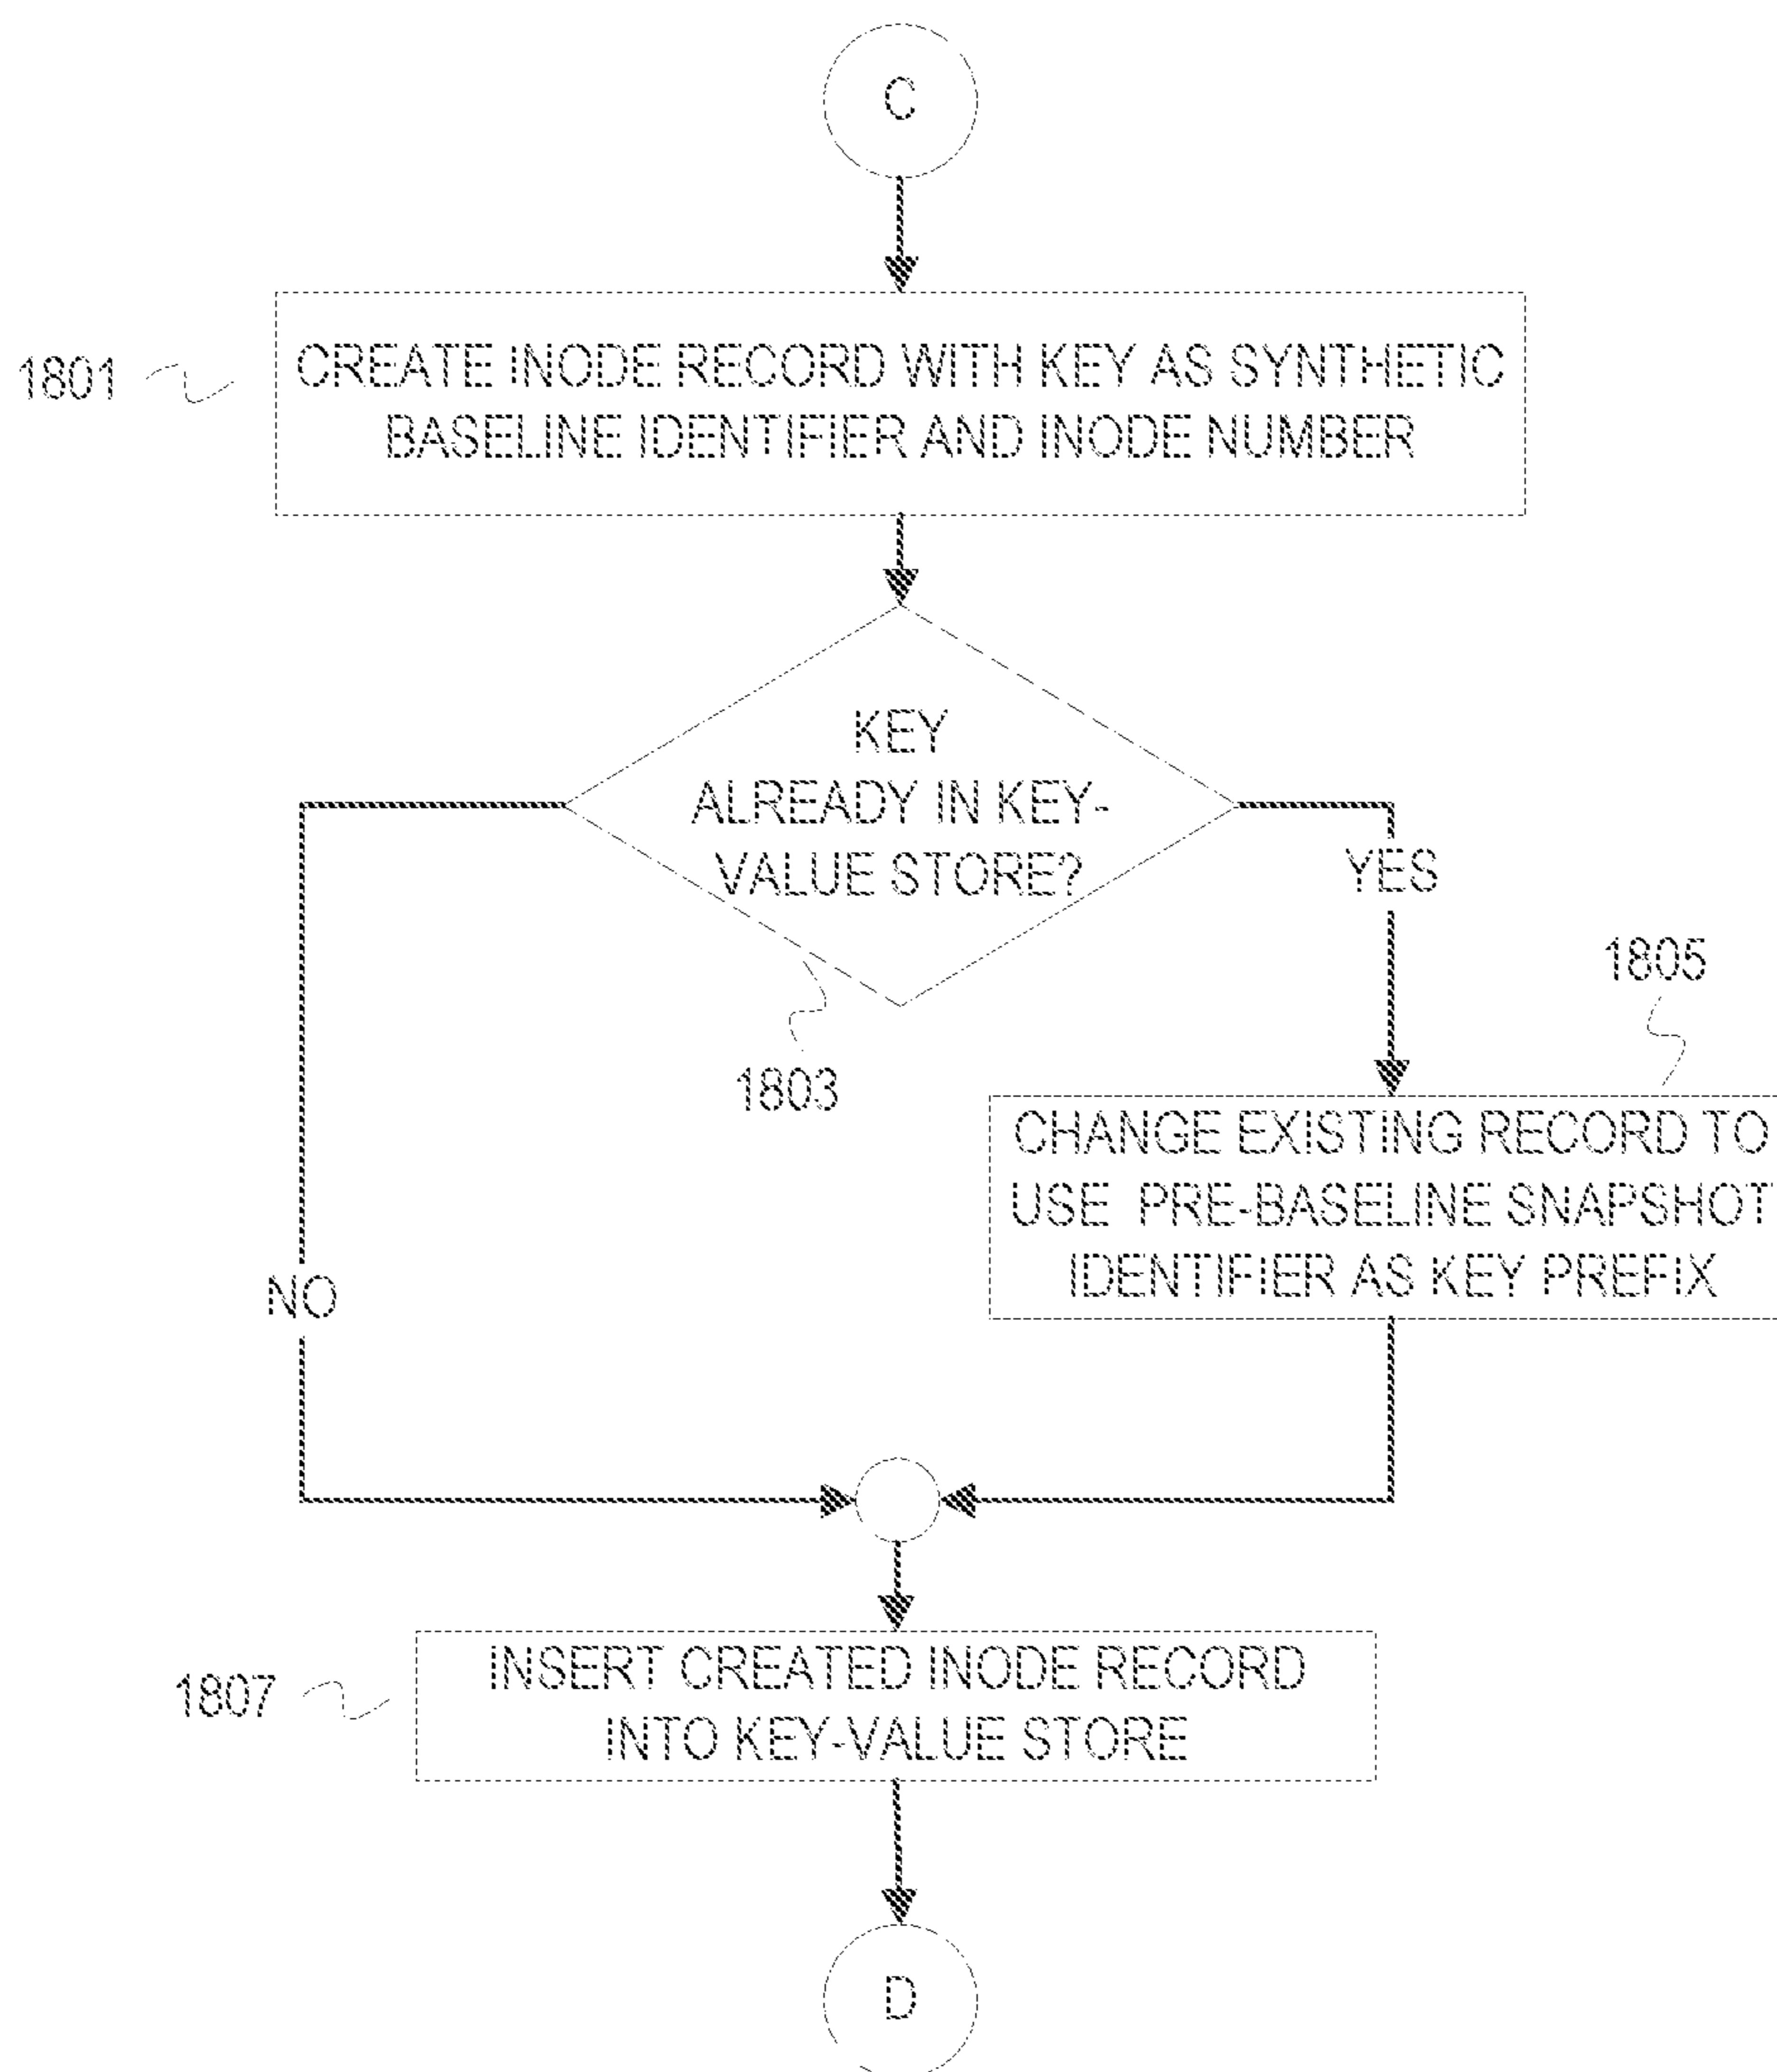 C
1801
CREATE INODE RECORD WITH KEY AS SYNTHETIC
BASELINE IDENTIFIER AND INODE NUMBER
KEY
ALREADY IN KEY-
VALUE STORE?
YES
1805
1803
CHANGE EXISTING RECORD TO
USE PRE-BASELINE SNAPSHOT
IDENTIFIER AS KEY PREFIX
NO
1807
INSERT CREATED INODE RECORD
INTO KEY-VALUE STORE
D